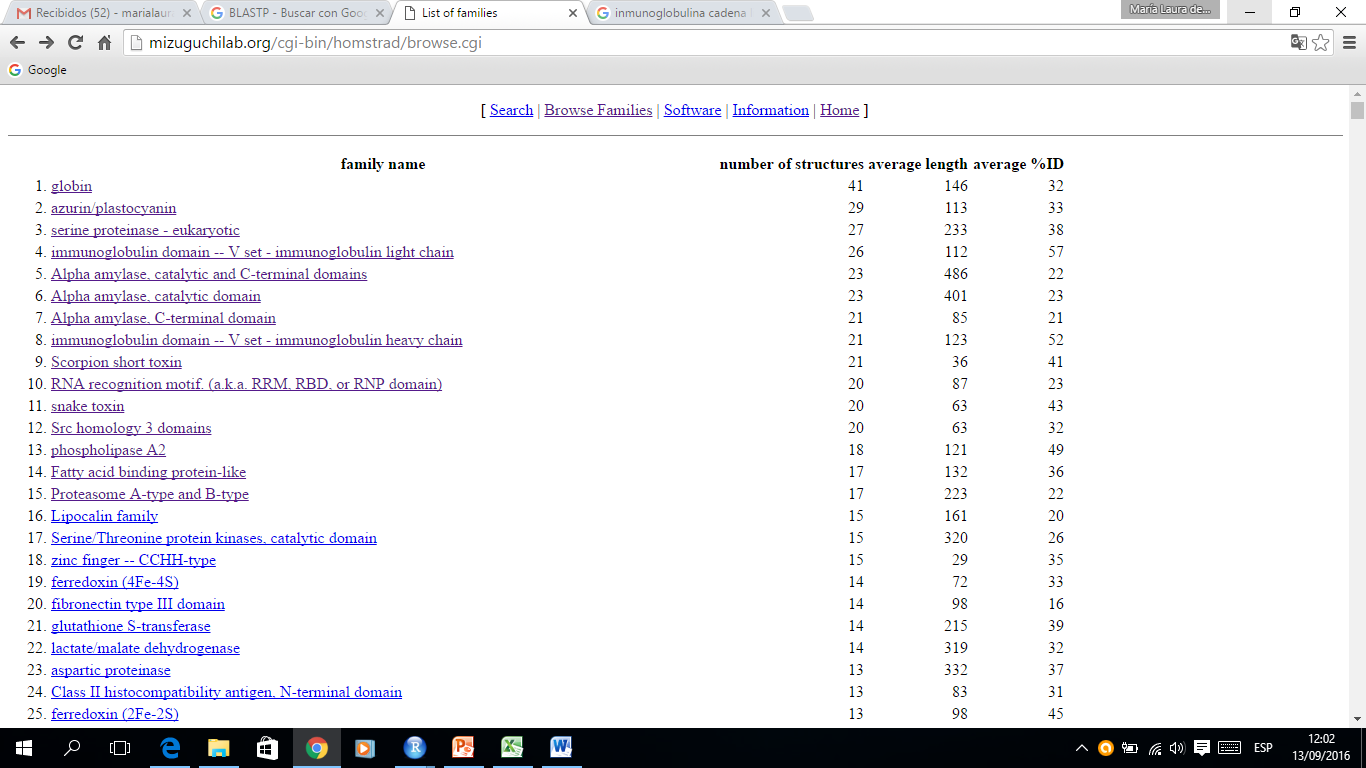 Recibidos (52) - marialaur
BLASTP - Buscar con Goo
List of families
inmunoglobulina cadena
María Laura de...
mizuguchilab.org/cgi-bin/homstrad/browse.cgi
Google
[ Search | Browse Families | Software | Information | Home ]
family name number of structures average length average %ID
1. globin 41 146 32
2. azurin/plastocyanin 29 113 33
3. serine proteinase - eukaryotic 27 233 38
4. immunoglobulin domain -- V set - immunoglobulin light chain 26 112 57
5. Alpha amylase, catalytic and C-terminal domains 23 486 22
6. Alpha amylase, catalytic domain 23 401 23
7. Alpha amylase, C-terminal domain 21 85 21
8. immunoglobulin domain -- V set - immunoglobulin heavy chain 21 123 52
9. Scorpion short toxin 21 36 41
10. RNA recognition motif. (a.k.a. RRM, RBD, or RNP domain) 20 87 23
11. snake toxin 20 63 43
12. Src homology 3 domains 20 63 32
13. phospholipase A2 18 121 49
14. Fatty acid binding protein-like 17 132 36
15. Proteasome A-type and B-type 17 223 22
16. Lipocalin family 15 161 20
17. Serine/Threonine protein kinases, catalytic domain 15 320 26
18. zinc finger -- CCHH-type 15 29 35
19. ferredoxin (4Fe-4S) 14 72 33
20. fibronectin type III domain 14 98 16
21. glutathione S-transferase 14 215 39
22. lactate/malate dehydrogenase 14 319 32
23. aspartic proteinase 13 332 37
24. Class II histocompatibility antigen, N-terminal domain 13 83 31
25. ferredoxin (2Fe-2S) 13 98 45
ESP
12:02
13/09/2016